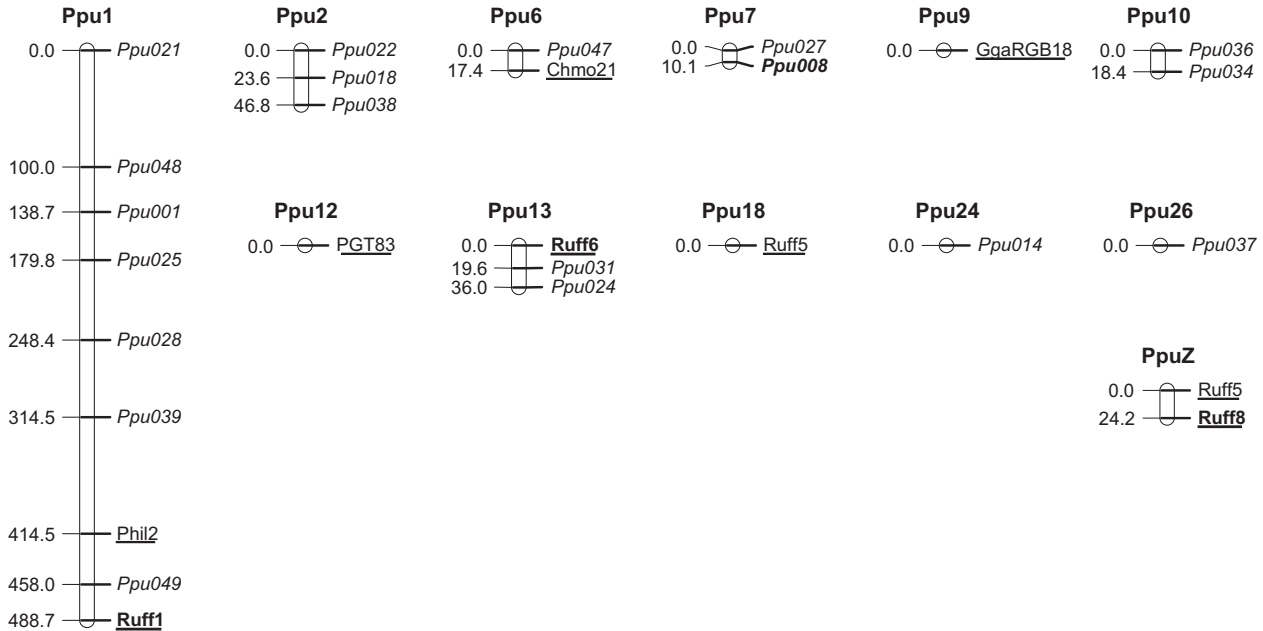 Ppu1
0.0 Ppu021
100.0 Ppu048
138.7 Ppu001
179.8 Ppu025
248.4 Ppu028
314.5 Ppu039
414.5 Phil2
458.0 Ppu049
488.7 Ruff1
Ppu2
0.0 Ppu022
23.6 Ppu018
46.8 Ppu038
Ppu6
0.0 Ppu047
17.4 Chmo21
Ppu7
0.0 Ppu027
10.1 Ppu008
Ppu9
0.0 GgaRGB18
Ppu10
0.0 Ppu036
18.4 Ppu034
Ppu12
0.0 PGT83
Ppu13
0.0 Ruff6
19.6 Ppu031
36.0 Ppu024
Ppu18
0.0 Ruff5
Ppu24
0.0 Ppu014
Ppu26
0.0 Ppu037
PpuZ
0.0 Ruff5
24.2 Ruff8